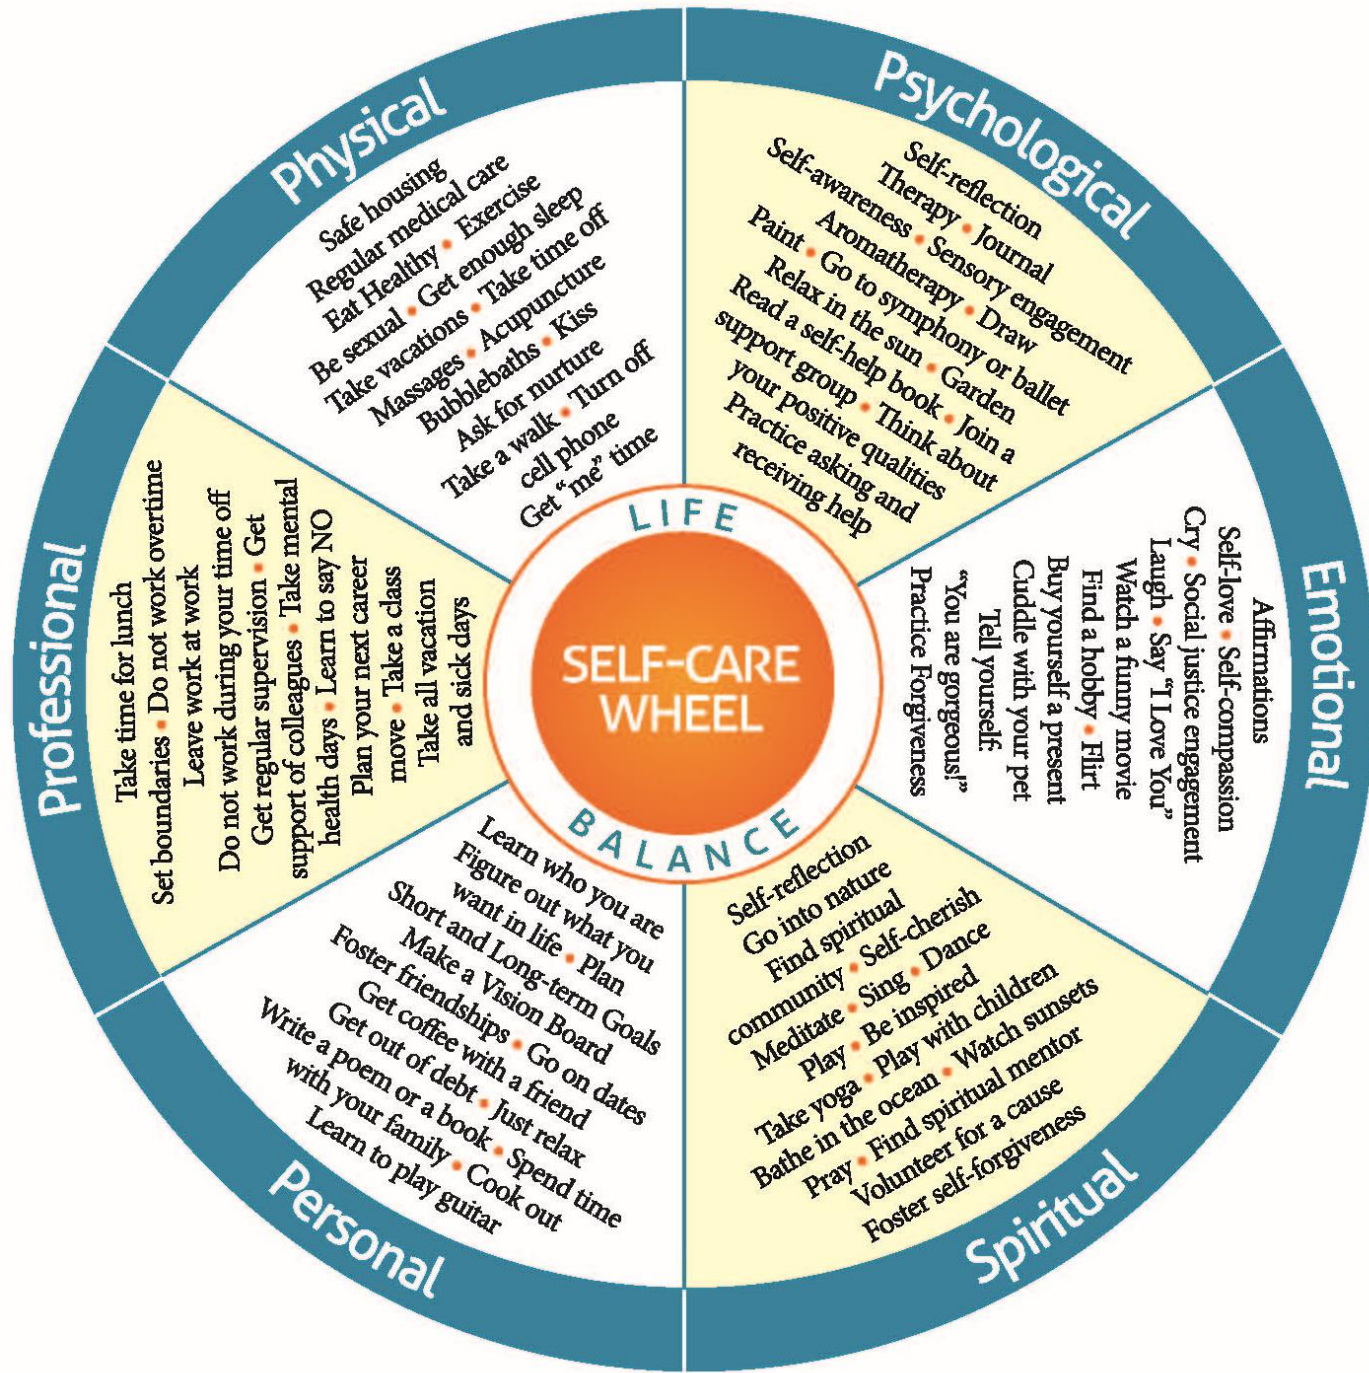 Physical
Safe housing
Regular medical care
Eat Healthy • Exercise
Be sexual • Get enough sleep
Take vacations • Take time off
Massages • Acupuncture
Bubblebaths • Kiss
Ask for nurture
Take a walk • Turn off
cell phone
Get “me” time
Psychological
Self-reflection
Therapy • Journal
Self-awareness • Sensory engagement
Aromatherapy • Draw
Paint • Go to symphony or ballet
Relax in the sun • Garden
Read a self-help book • Join a
support group • Think about
your positive qualities
Practice asking and
receiving help
Emotional
Affirmations
Self-love • Self-compassion
Cry • Social justice engagement
Laugh • Say “I Love You”
Watch a funny movie
Find a hobby • Flirt
Buy yourself a present
Cuddle with your pet
Tell yourself:
“You are gorgeous!”
Practice Forgiveness
Spiritual
Self-reflection
Go into nature
Find spiritual
community • Self-cherish
Meditate • Sing • Dance
Play • Be inspired
Take yoga • Play with children
Bathe in the ocean • Watch sunsets
Pray • Find spiritual mentor
Volunteer for a cause
Foster self-forgiveness
Personal
Learn who you are
Figure out what you
want in life • Plan
Short and Long-term Goals
Make a Vision Board
Foster friendships • Go on dates
Get coffee with a friend
Get out of debt • Just relax
Write a poem or a book • Spend time
with your family • Cook out
Learn to play guitar
Professional
Take time for lunch
Set boundaries • Do not work overtime
Leave work at work
Do not work during your time off
Get regular supervision • Get
support of colleagues • Take mental
health days • Learn to say NO
Plan your next career
move • Take a class
Take all vacation
and sick days
LIFE
SELF-CARE
WHEEL
BALANCE